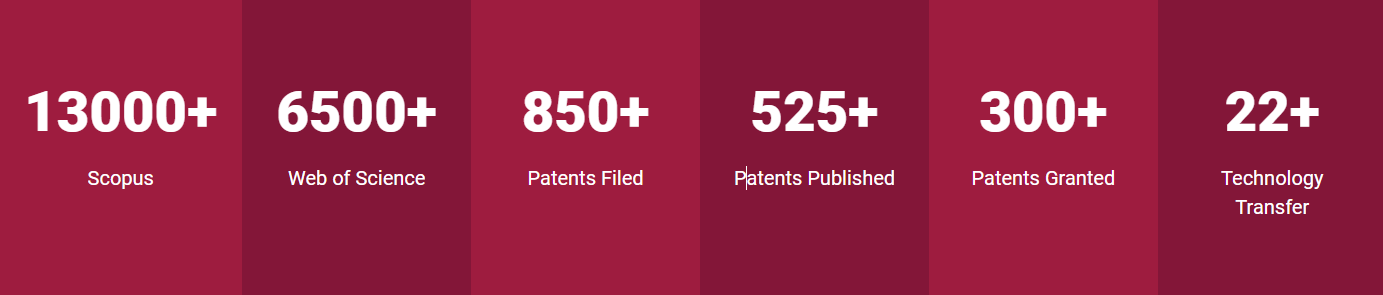 13000+ 6500+ 850+ 525+ 300+ 22+
Scopus Web of Science Patents Filed Patents Published Patents Granted Technology
Transfer